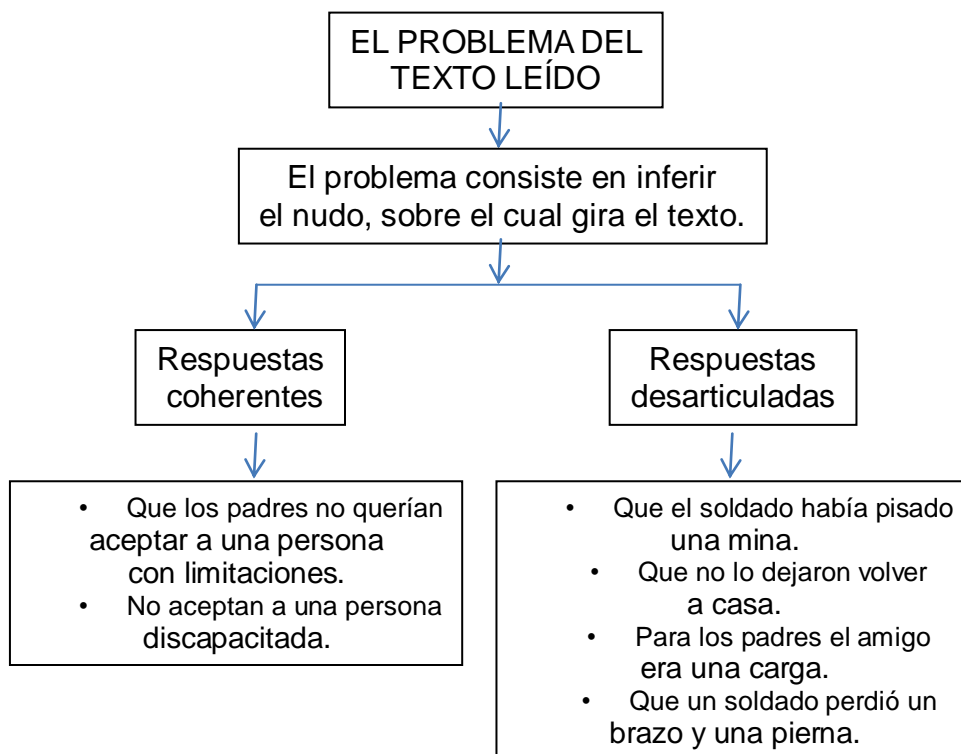 EL PROBLEMA DEL
TEXTO LEÍDO
El problema consiste en inferir
el nudo, sobre el cual gira el texto.
Respuestas
coherentes
Respuestas
desarticuladas
• Que los padres no querían
aceptar a una persona
con limitaciones.
• No aceptan a una persona
discapacitada.
• Que el soldado había pisado
una mina.
• Que no lo dejaron volver
a casa.
• Para los padres el amigo
era una carga.
• Que un soldado perdió un
brazo y una pierna.